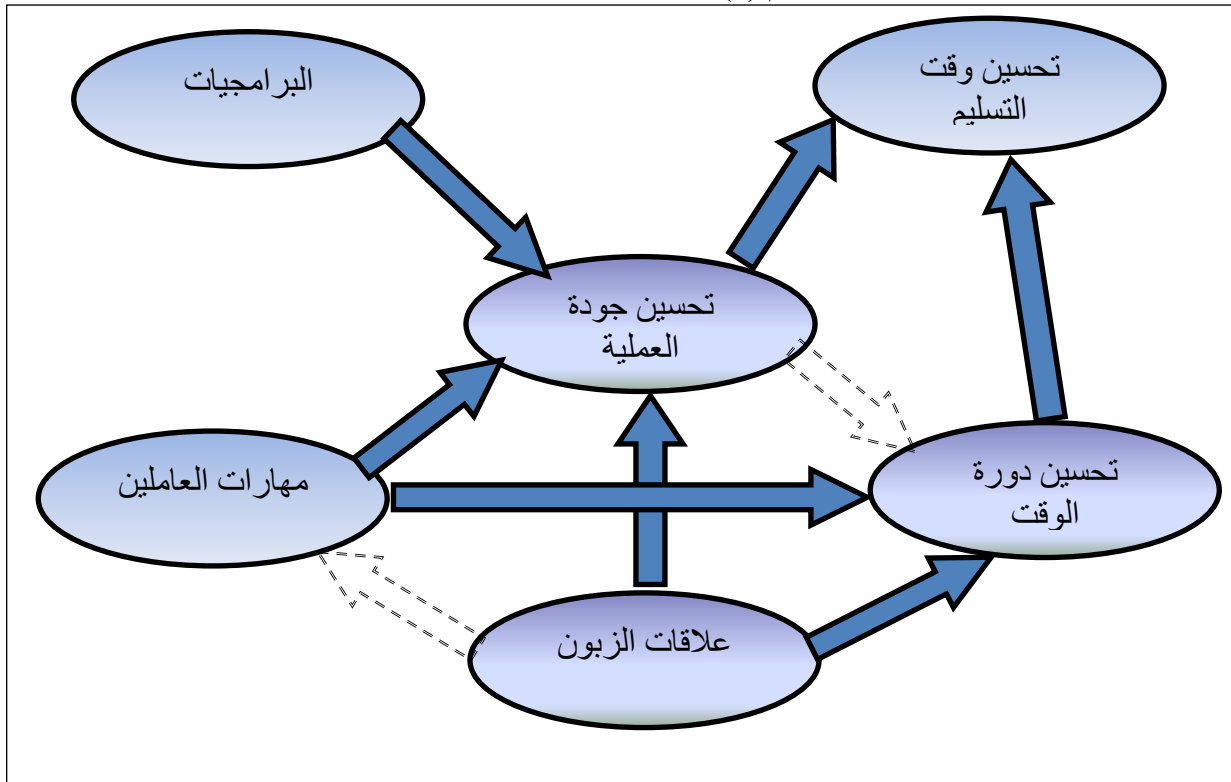 البرامجيات
تحسين وقت
التسليم
تحسين جودة
العملية
مهارات العاملين
تحسين دورة
الوقت
علاقات الزبون